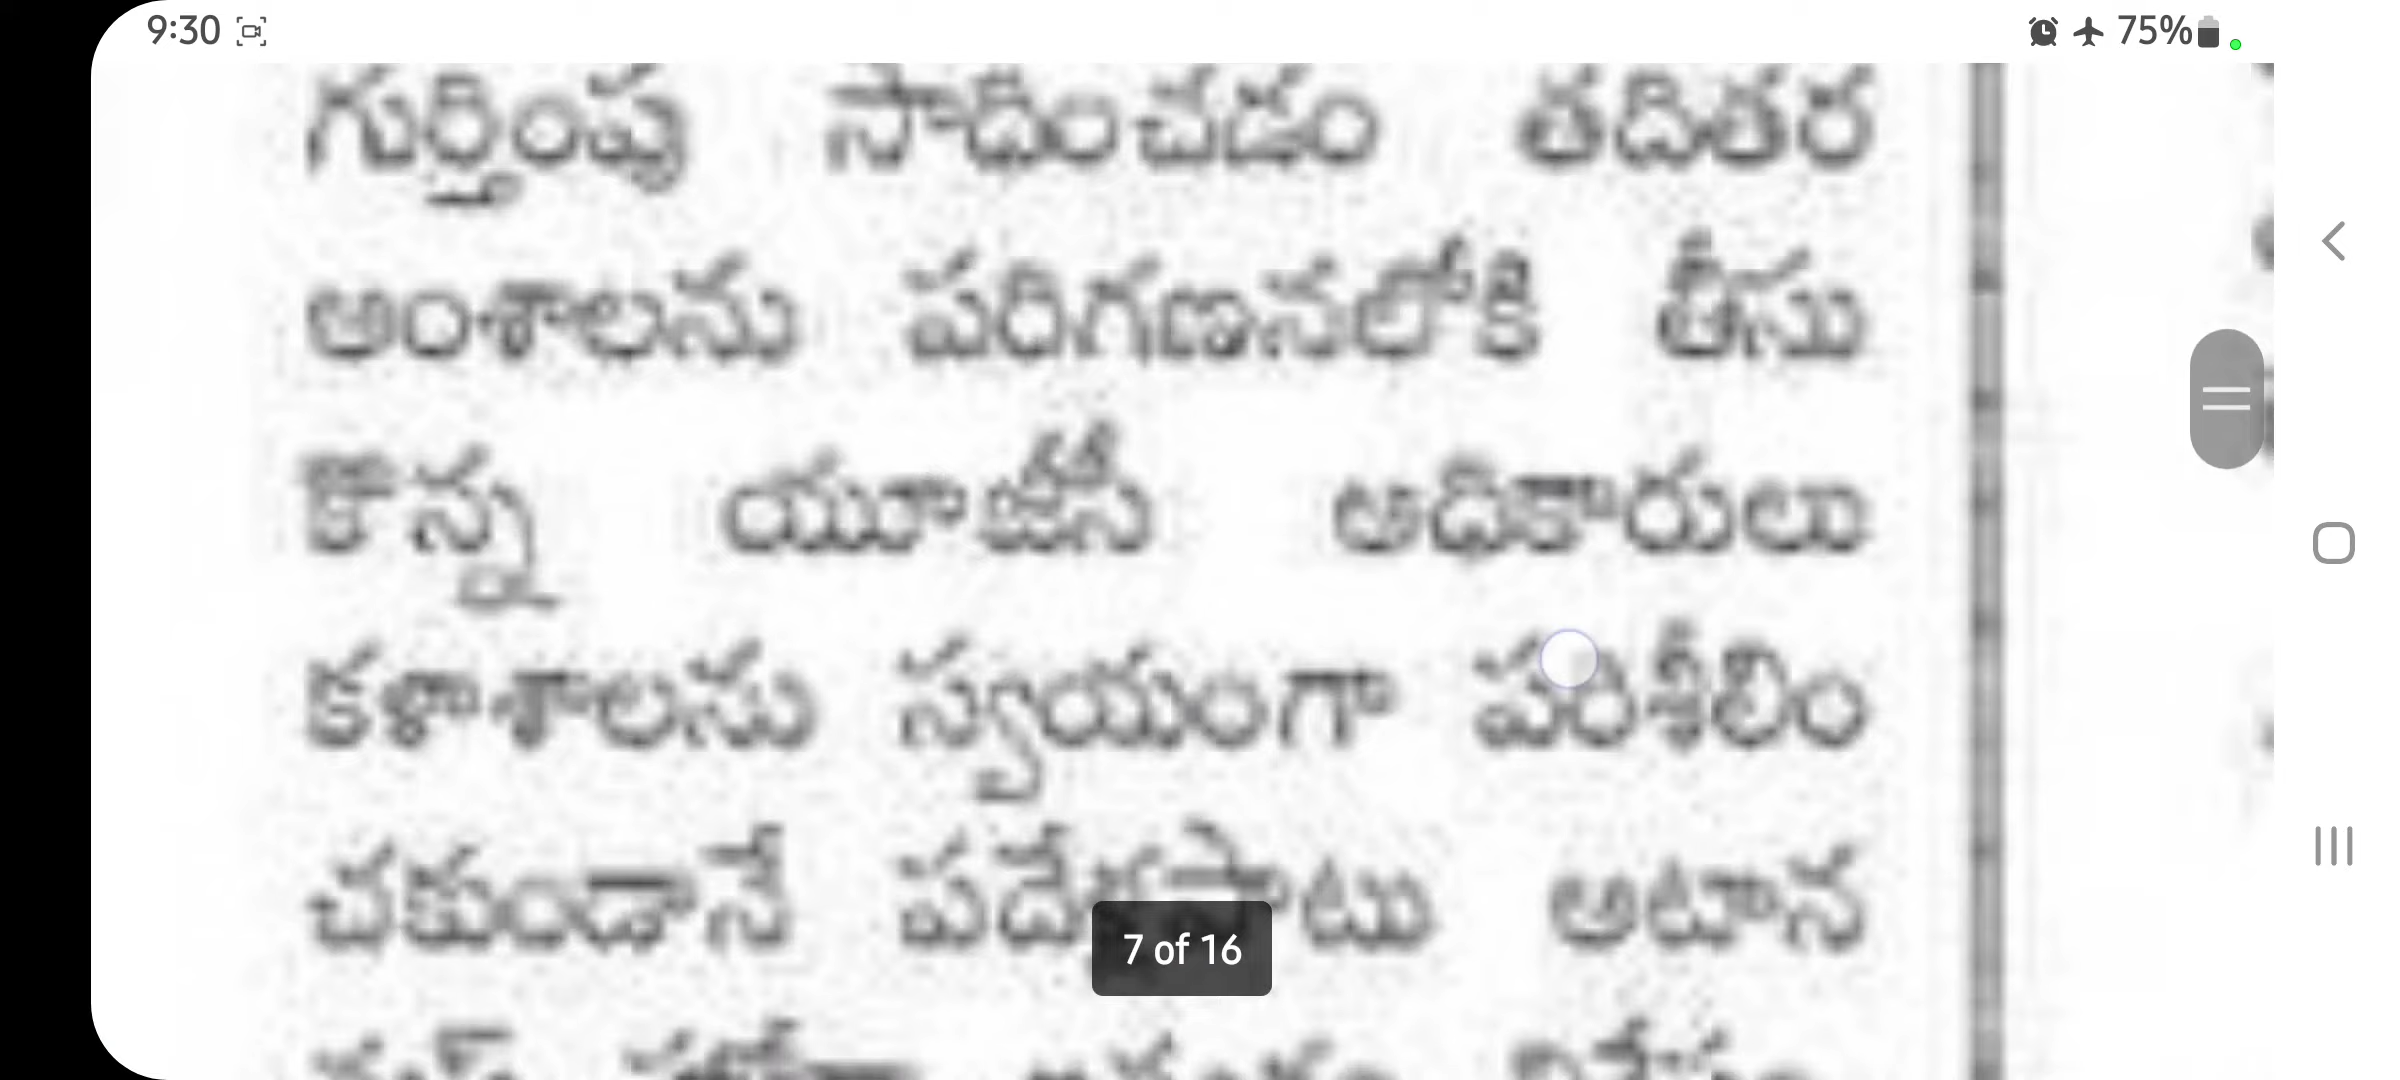 9:30
75%
గుర్తింపు సాధించడం తదితర
అంశాలను పరిగణనలోకి తీసు
కొన్న యూజీసీ అధికారులు
కళాశాలను స్వయంగా పరిశీలిం
చకుండానే పదేళ్లపాటు అటాన
7 of 16